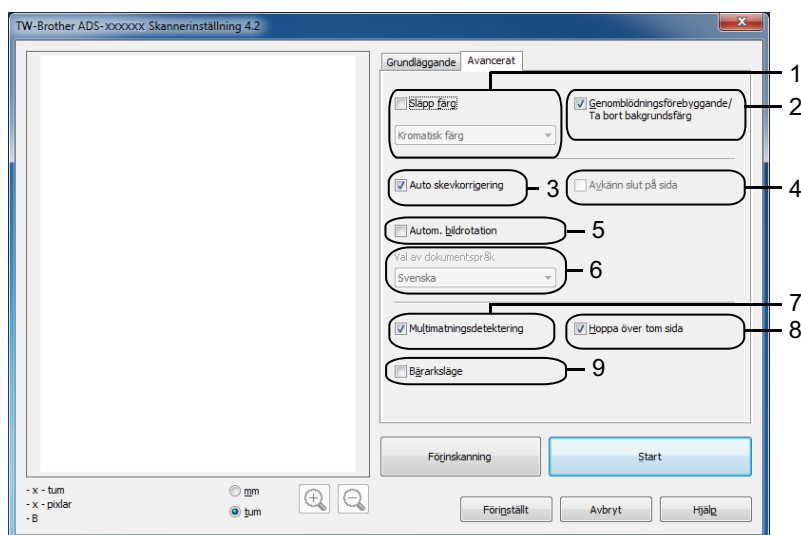 TW-Brother ADS-xxxxxx Skannerinställning 4.2
Grundläggande
Avancerat
1
Släpp färg
Kromatisk färg
Genomblödningsförebyggande/
Ta bort bakgrundsfärg
2
Auto skevkorrigering
3
Avkänn slut på sida
4
Autom. bildrotation
5
Val av dokumentspråk
Svenska
6
7
Multimatningsdetektering
Hoppa över tom sida
8
Bärarksläge
9
Förinskanning
Start
- x - tum
- x - pixlar
- B
mm
tum
Förinställt
Avbryt
Hjälp